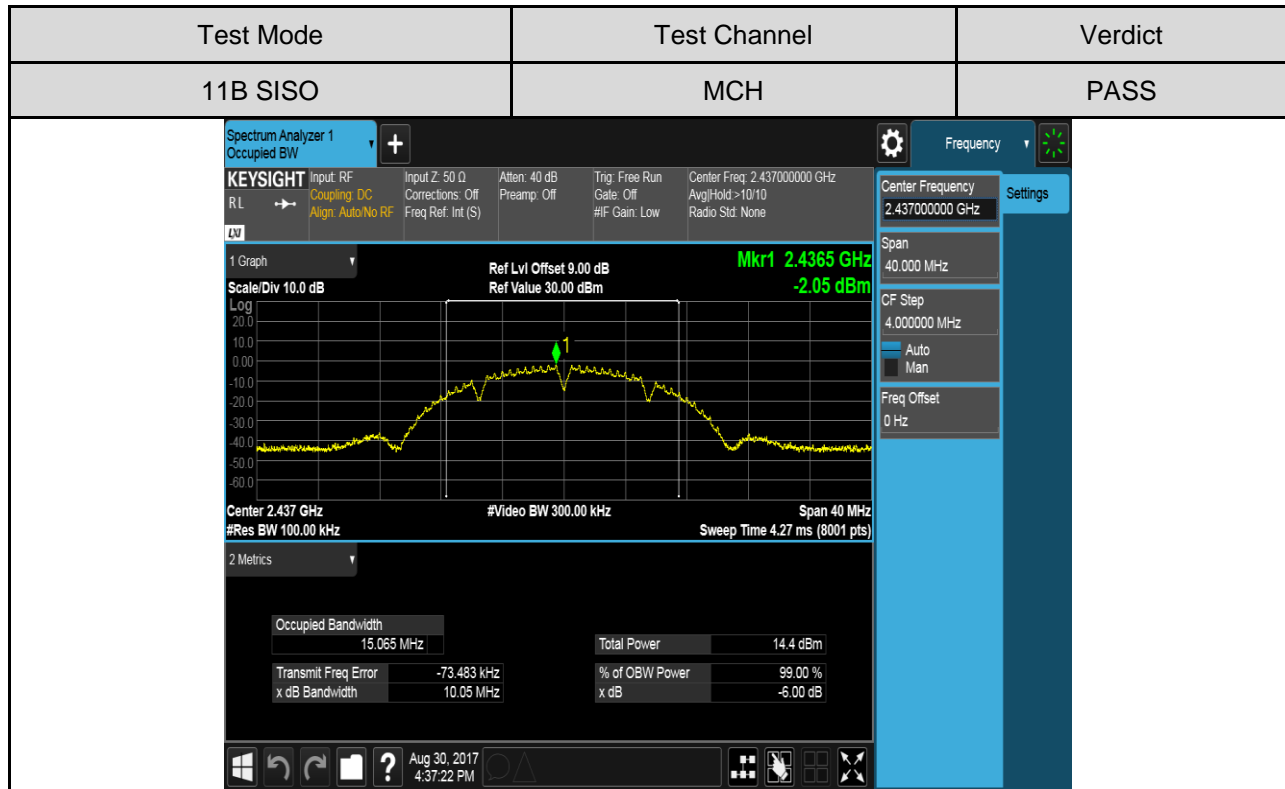 Test Mode Test Channel Verdict
11B SISO MCH PASS
Spectrum Analyzer 1
Occupied BW
+
Frequency
KEYSIGHT Input: RF Input Z: 50 Ω Atten: 40 dB Trig: Free Run Center Freq: 2.437000000 GHz
RL Coupling: DC Corrections: Off Preamp: Off Gate: Off Avg|Hold:>10/10
Align: Auto/No RF Freq Ref: Int (S) #IF Gain: Low Radio Std: None
LXI
Center Frequency
2.437000000 GHz
Settings
Span
40.000 MHz
CF Step
4.000000 MHz
Auto
Man
Freq Offset
0 Hz
1 Graph
Ref Lvl Offset 9.00 dB
Mkr1 2.4365 GHz
Scale/Div 10.0 dB
Ref Value 30.00 dBm
-2.05 dBm
Log
20.0
10.0
1
0.00
-10.0
-20.0
-30.0
-40.0
-50.0
-60.0
Center 2.437 GHz #Video BW 300.00 kHz Span 40 MHz
#Res BW 100.00 kHz Sweep Time 4.27 ms (8001 pts)
2 Metrics
Occupied Bandwidth
15.065 MHz Total Power 14.4 dBm
Transmit Freq Error -73.483 kHz % of OBW Power 99.00 %
x dB Bandwidth 10.05 MHz x dB -6.00 dB
? Aug 30, 2017
4:37:22 PM